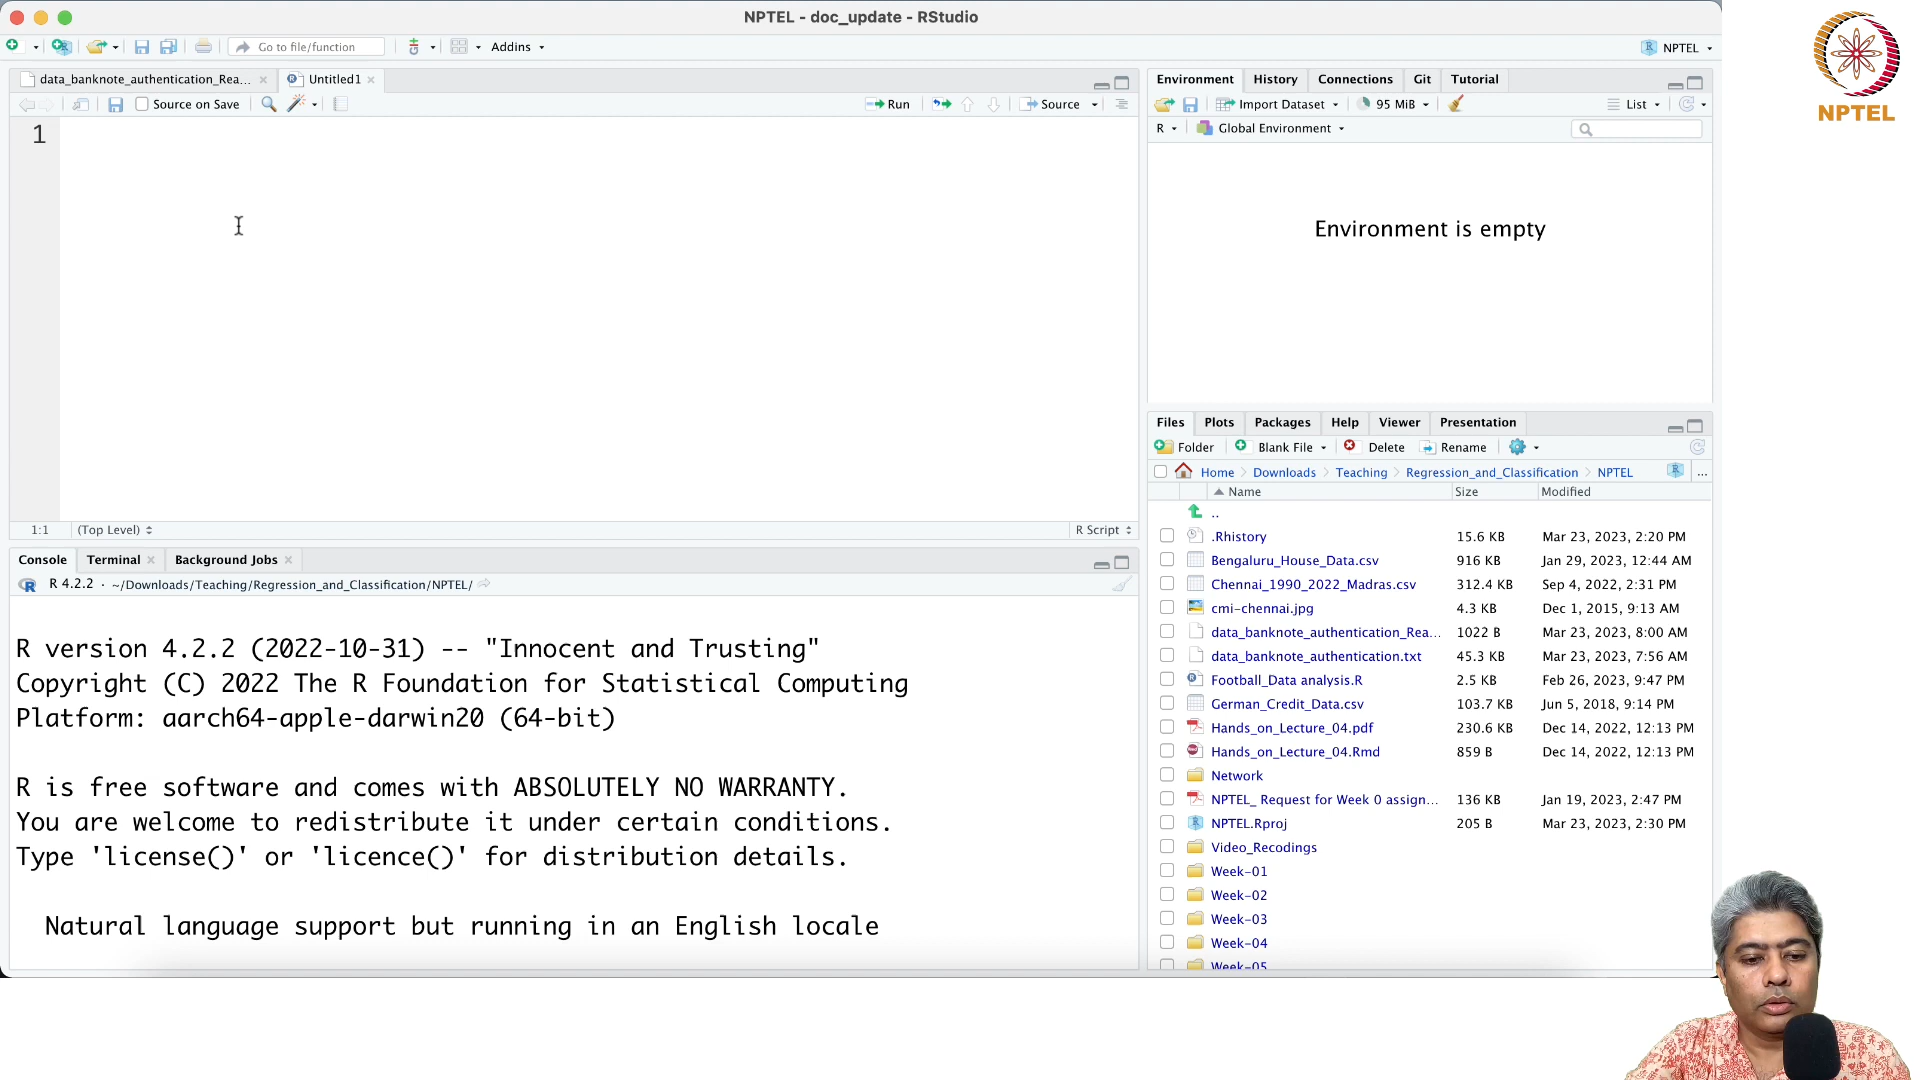 NPTEL - doc_update - RStudio
Go to file/function
Addins
NPTEL
data_banknote_authentication_Rea...
Untitled1
Source on Save
Run
Source
1
1:1
(Top Level)
R Script
Console
Terminal
Background Jobs
R 4.2.2 · ~/Downloads/Teaching/Regression_and_Classification/NPTEL/
R version 4.2.2 (2022-10-31) -- "Innocent and Trusting"
Copyright (C) 2022 The R Foundation for Statistical Computing
Platform: aarch64-apple-darwin20 (64-bit)
R is free software and comes with ABSOLUTELY NO WARRANTY.
You are welcome to redistribute it under certain conditions.
Type 'license()' or 'licence()' for distribution details.
Natural language support but running in an English locale
Environment
History
Connections
Git
Tutorial
Import Dataset
95 MiB
List
R
Global Environment
Environment is empty
Files
Plots
Packages
Help
Viewer
Presentation
Folder
Blank File
Delete
Rename
Home
Downloads
Teaching
Regression_and_Classification
NPTEL
...
Name Size Modified
..
.Rhistory 15.6 KB Mar 23, 2023, 2:20 PM
Bengaluru_House_Data.csv 916 KB Jan 29, 2023, 12:44 AM
Chennai_1990_2022_Madras.csv 312.4 KB Sep 4, 2022, 2:31 PM
cmi-chennai.jpg 4.3 KB Dec 1, 2015, 9:13 AM
data_banknote_authentication_Rea... 1022 B Mar 23, 2023, 8:00 AM
data_banknote_authentication.txt 45.3 KB Mar 23, 2023, 7:56 AM
Football_Data analysis.R 2.5 KB Feb 26, 2023, 9:47 PM
German_Credit_Data.csv 103.7 KB Jun 5, 2018, 9:14 PM
Hands_on_Lecture_04.pdf 230.6 KB Dec 14, 2022, 12:13 PM
Hands_on_Lecture_04.Rmd 859 B Dec 14, 2022, 12:13 PM
Network
NPTEL_ Request for Week 0 assign... 136 KB Jan 19, 2023, 2:47 PM
NPTEL.Rproj 205 B Mar 23, 2023, 2:30 PM
Video_Recodings
Week-01
Week-02
Week-03
Week-04
Week-05
NPTEL